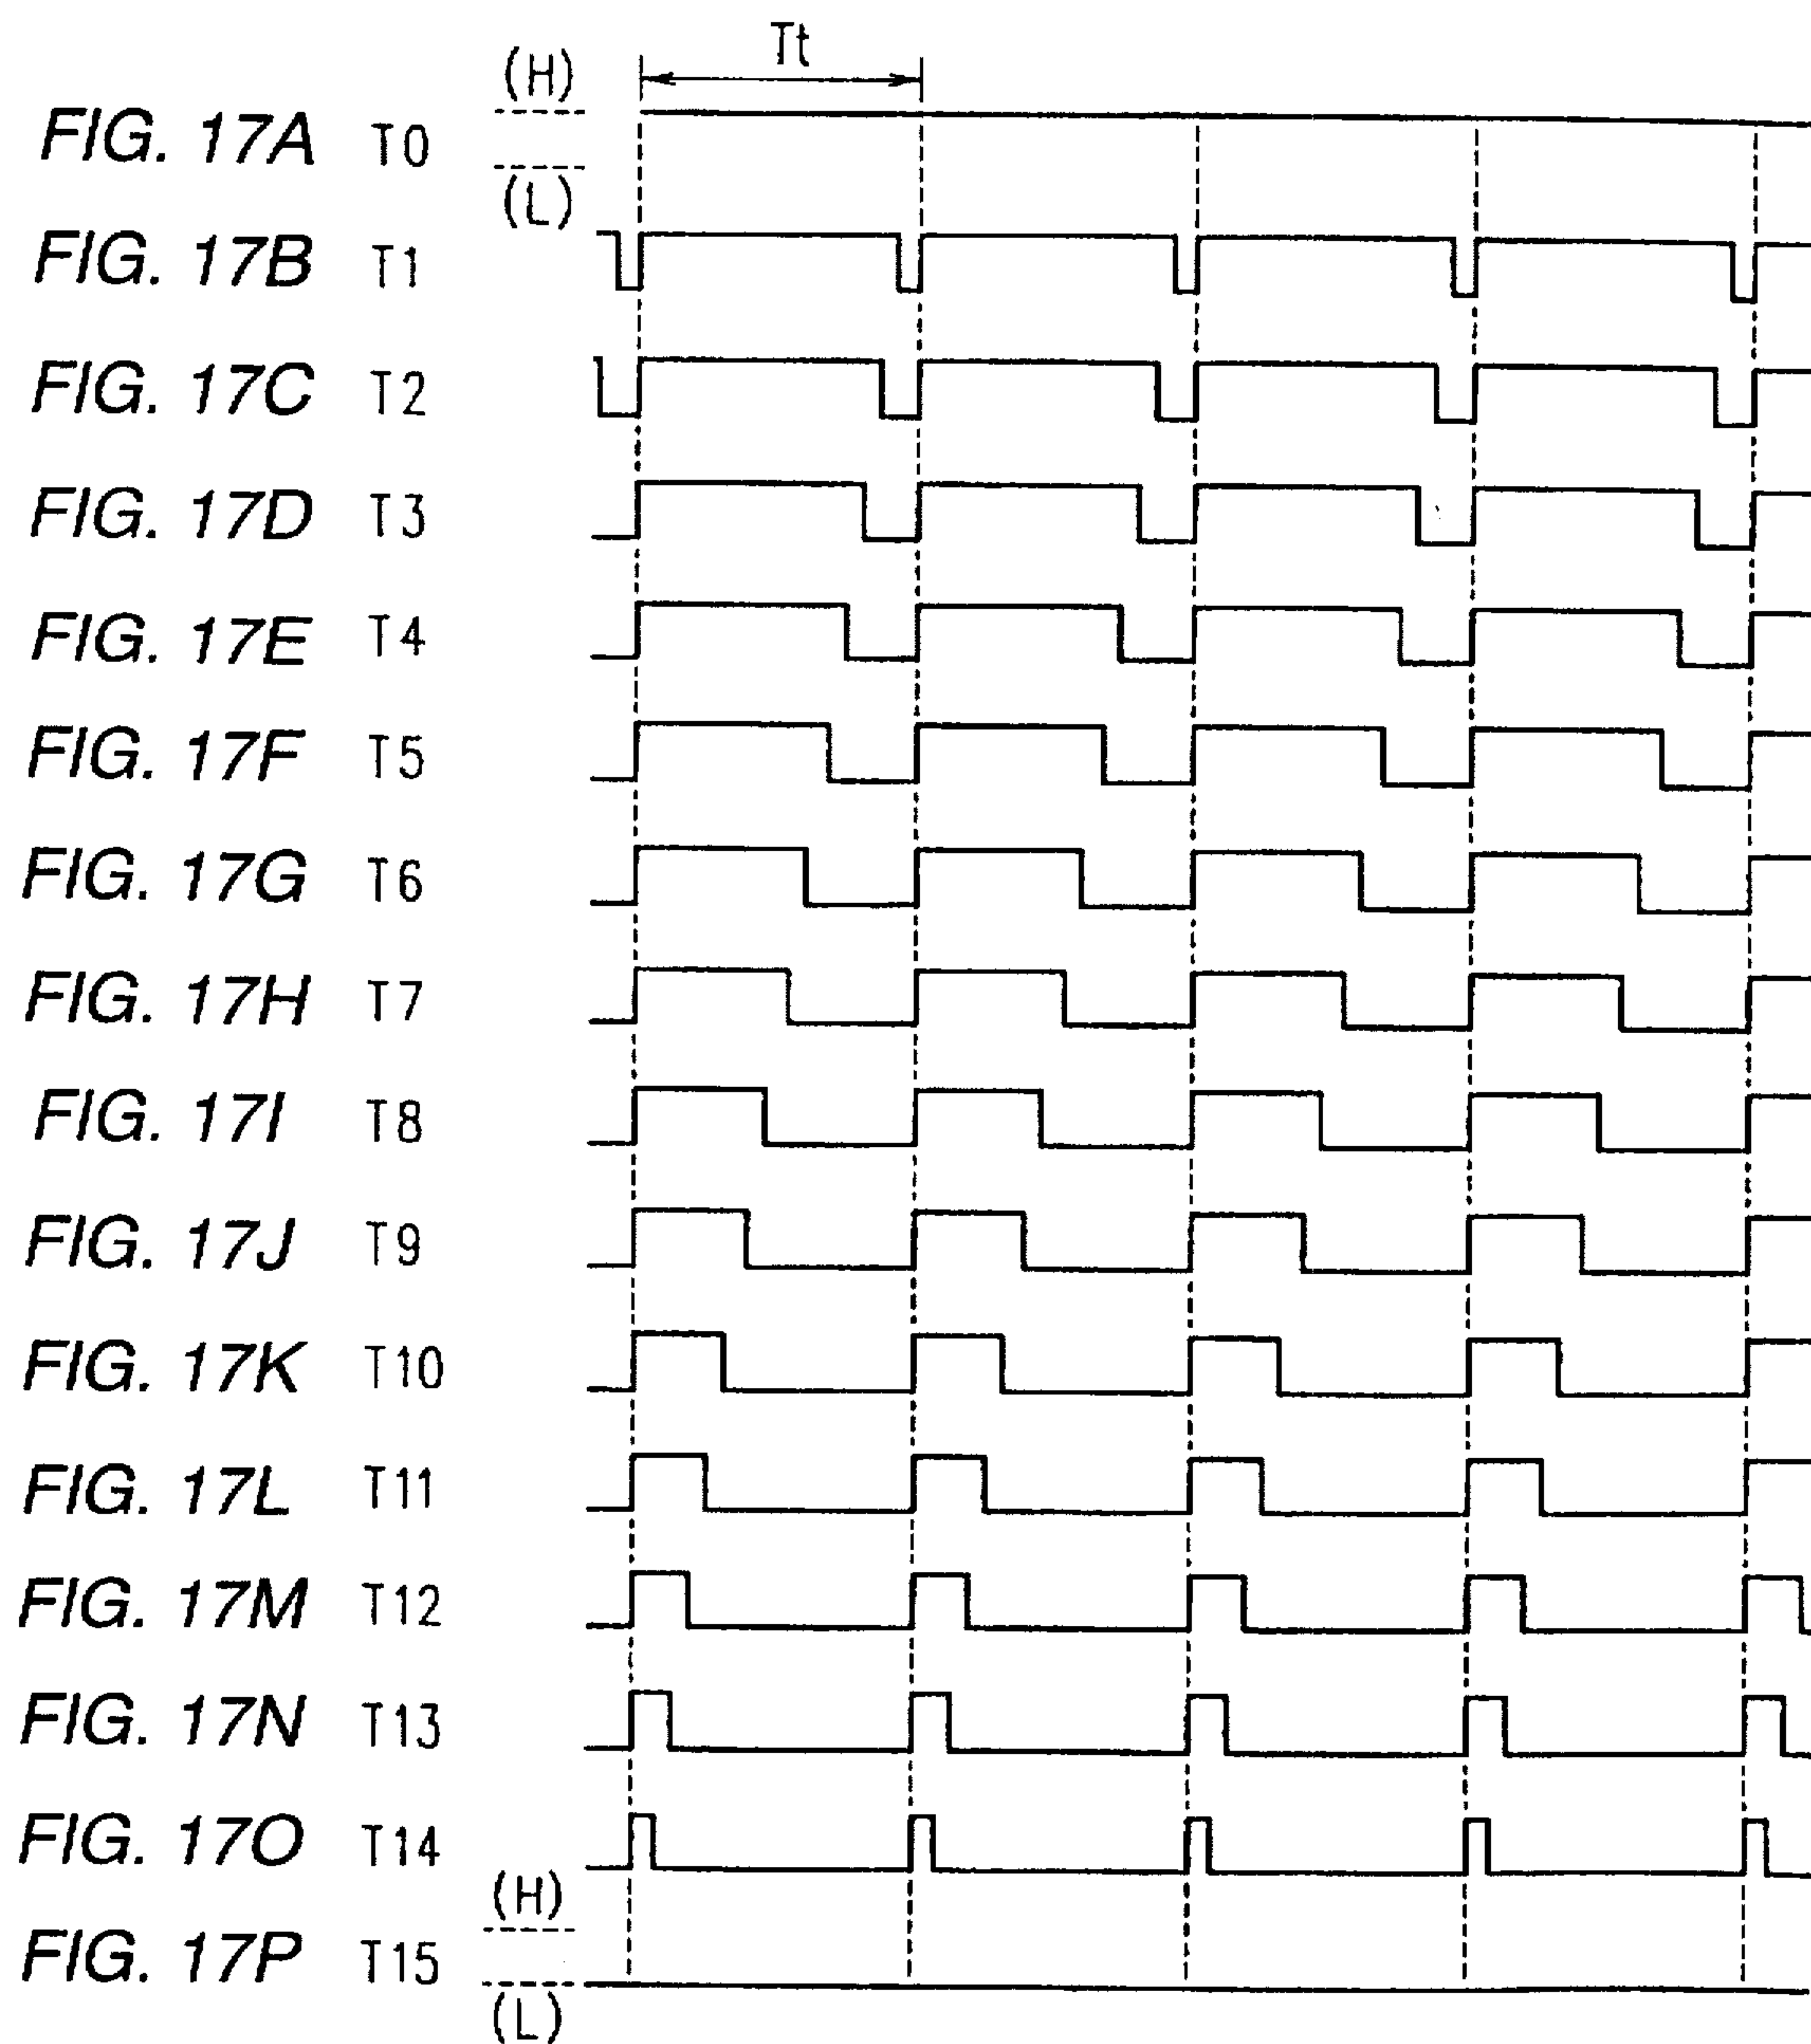 Tt
(H)
FIG. 17A T0
(L)
FIG. 17B T1
FIG. 17C T2
FIG. 17D T3
FIG. 17E T4
FIG. 17F T5
FIG. 17G T6
FIG. 17H T7
FIG. 17I T8
FIG. 17J T9
FIG. 17K T10
FIG. 17L T11
FIG. 17M T12
FIG. 17N T13
FIG. 17O T14
(H)
FIG. 17P T15
(L)